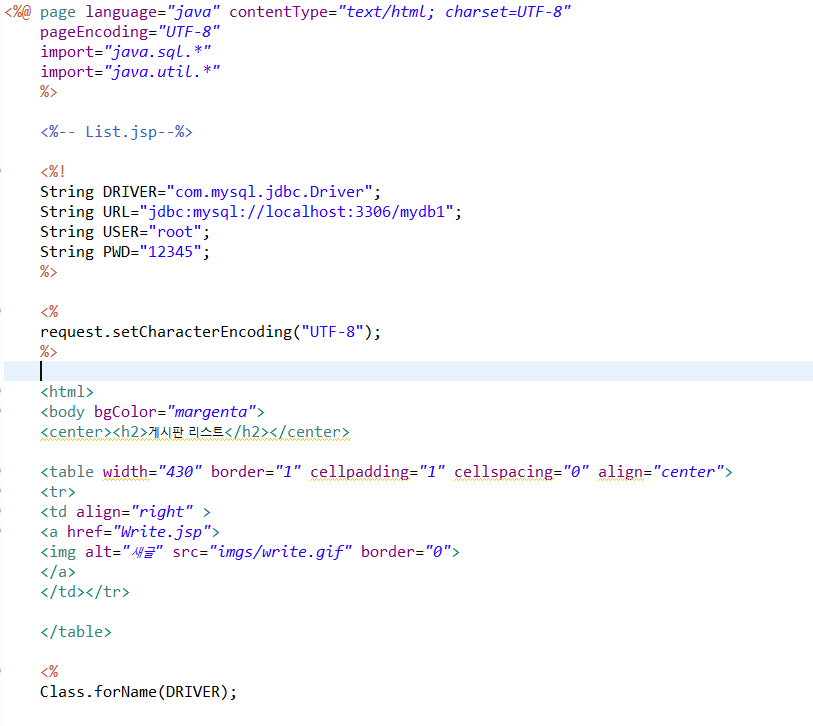 <%@ page language="java" contentType="text/html; charset=UTF-8"
pageEncoding="UTF-8"
import="java.sql.*"
import="java.util.*"
%>
<%-- List.jsp--%>
<%!
String DRIVER="com.mysql.jdbc.Driver";
String URL="jdbc:mysql://localhost:3306/mydb1";
String USER="root";
String PWD="12345";
%>
<%
request.setCharacterEncoding("UTF-8");
%>
<html>
<body bgColor="margenta">
<center><h2>게시판 리스트</h2></center>
<table width="430" border="1" cellpadding="1" cellspacing="0" align="center">
<tr>
<td align="right" >
<a href="Write.jsp">
<img alt="새글" src="imgs/write.gif" border="0">
</a>
</td></tr>
</table>
<%
Class.forName(DRIVER);